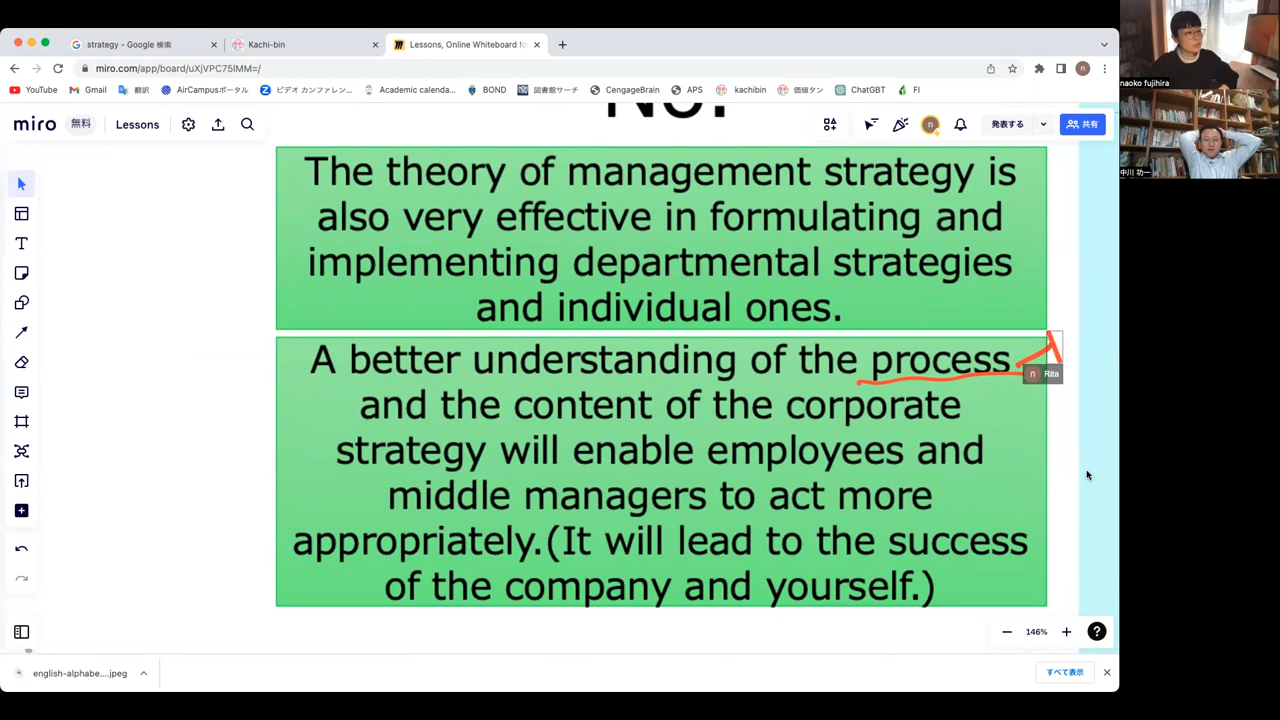 strategy - Google 検索
Kachi-bin
Lessons, Online Whiteboard fo
miro.com/app/board/uXjVPC75IMM=/
YouTube
Gmail
翻訳
AirCampusポータル
ビデオ カンファレン...
Academic calexofa...
BOND
図書館サーチ
CengageBrain
APS
kachibin
価値タン
ChatGBT
FI
No!
miro
無料
Lessons
n
発表する
共有
The theory of management strategy is
also very effective in formulating and
implementing departmental strategies
and individual ones.
A better understanding of the process
and the content of the corporate
strategy will enable employees and
middle managers to act more
appropriately.(It will lead to the success
of the company and yourself.)
n Rita
146%
english-alphabe....jpeg
すべて表示
naoko fujihira
中川 功一